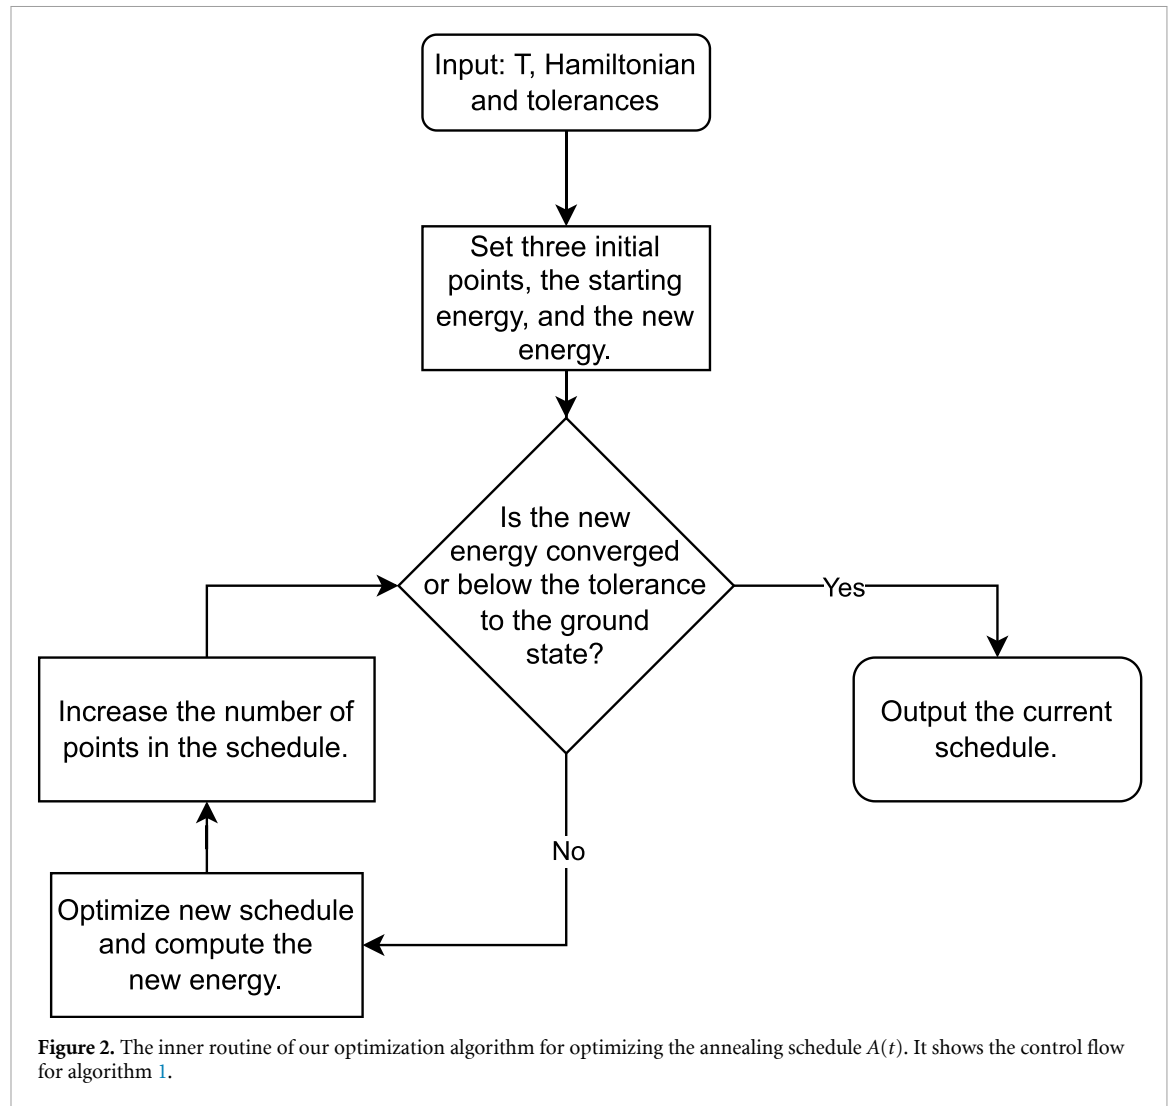 Input: T, Hamiltonian
and tolerances
Set three initial
points, the starting
energy, and the new
energy.
Is the new
energy converged
or below the tolerance
to the ground
state?
Yes
Increase the number of
points in the schedule.
Output the current
schedule.
No
Optimize new schedule
and compute the
new energy.
Figure 2. The inner routine of our optimization algorithm for optimizing the annealing schedule A(t). It shows the control flow
for algorithm 1.